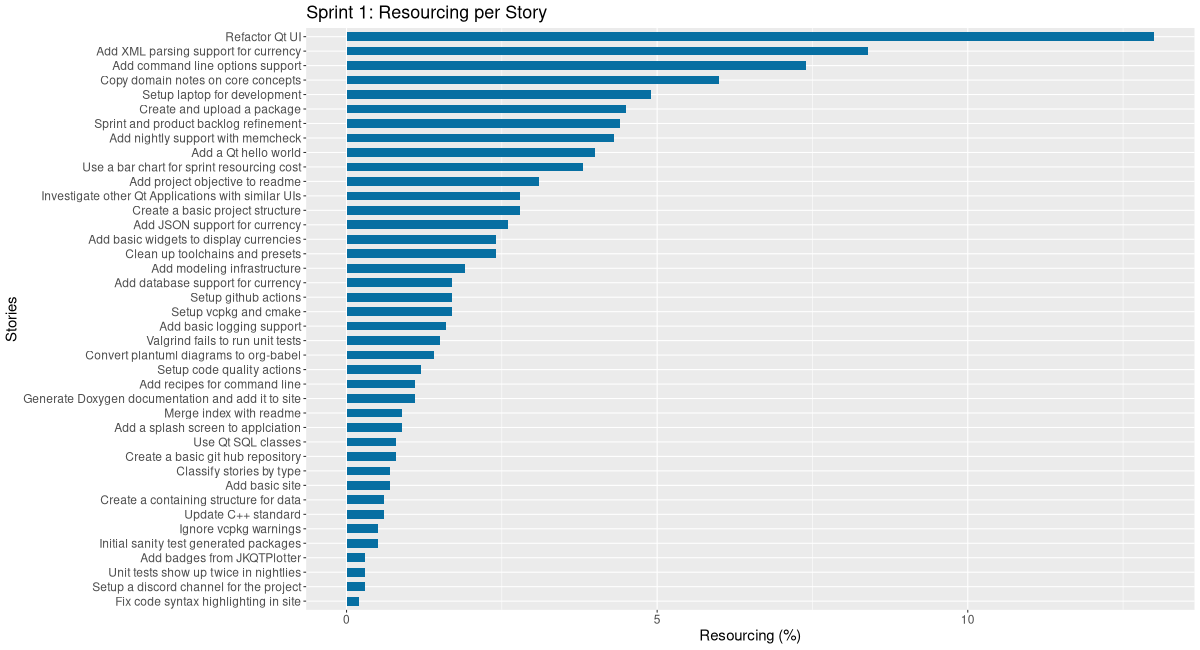 Sprint 1: Resourcing per Story
Stories
Refactor Qt UI
Add XML parsing support for currency
Add command line options support
Copy domain notes on core concepts
Setup laptop for development
Create and upload a package
Sprint and product backlog refinement
Add nightly support with memcheck
Add a Qt hello world
Use a bar chart for sprint resourcing cost
Add project objective to readme
Investigate other Qt Applications with similar UIs
Create a basic project structure
Add JSON support for currency
Add basic widgets to display currencies
Clean up toolchains and presets
Add modeling infrastructure
Add database support for currency
Setup github actions
Setup vcpkg and cmake
Add basic logging support
Valgrind fails to run unit tests
Convert plantuml diagrams to org-babel
Setup code quality actions
Add recipes for command line
Generate Doxygen documentation and add it to site
Merge index with readme
Add a splash screen to applciation
Use Qt SQL classes
Create a basic git hub repository
Classify stories by type
Add basic site
Create a containing structure for data
Update C++ standard
Ignore vcpkg warnings
Initial sanity test generated packages
Add badges from JKQTPlotter
Unit tests show up twice in nightlies
Setup a discord channel for the project
Fix code syntax highlighting in site
0 5 10
Resourcing (%)